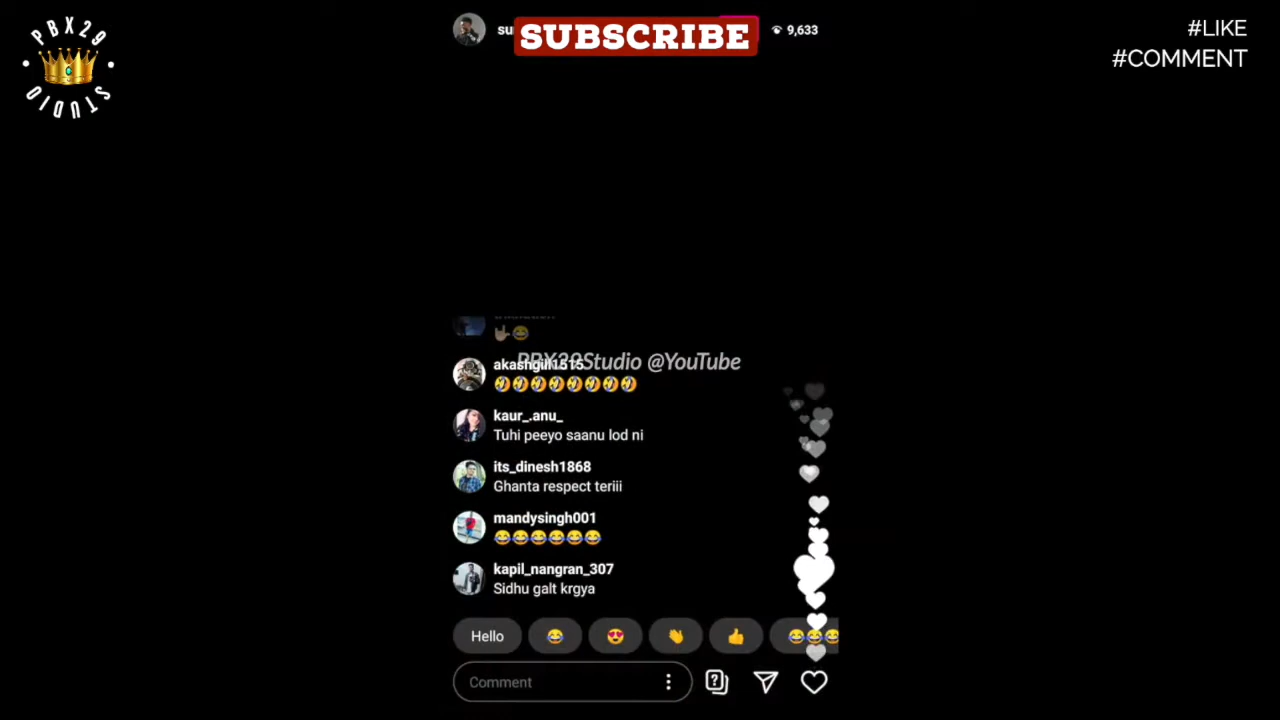 PBX29
STUDIO
SUBSCRIBE
9,633
#LIKE
#COMMENT
PBX29Studio @YouTube
akashgill1515
🤣🤣🤣🤣🤣🤣🤣🤣
kaur_.anu_
Tuhi peeyo saanu lod ni
its_dinesh1868
Ghanta respect teriii
mandysingh001
😂😂😂😂😂😂
kapil_nangran_307
Sidhu galt krgya
Hello
Comment